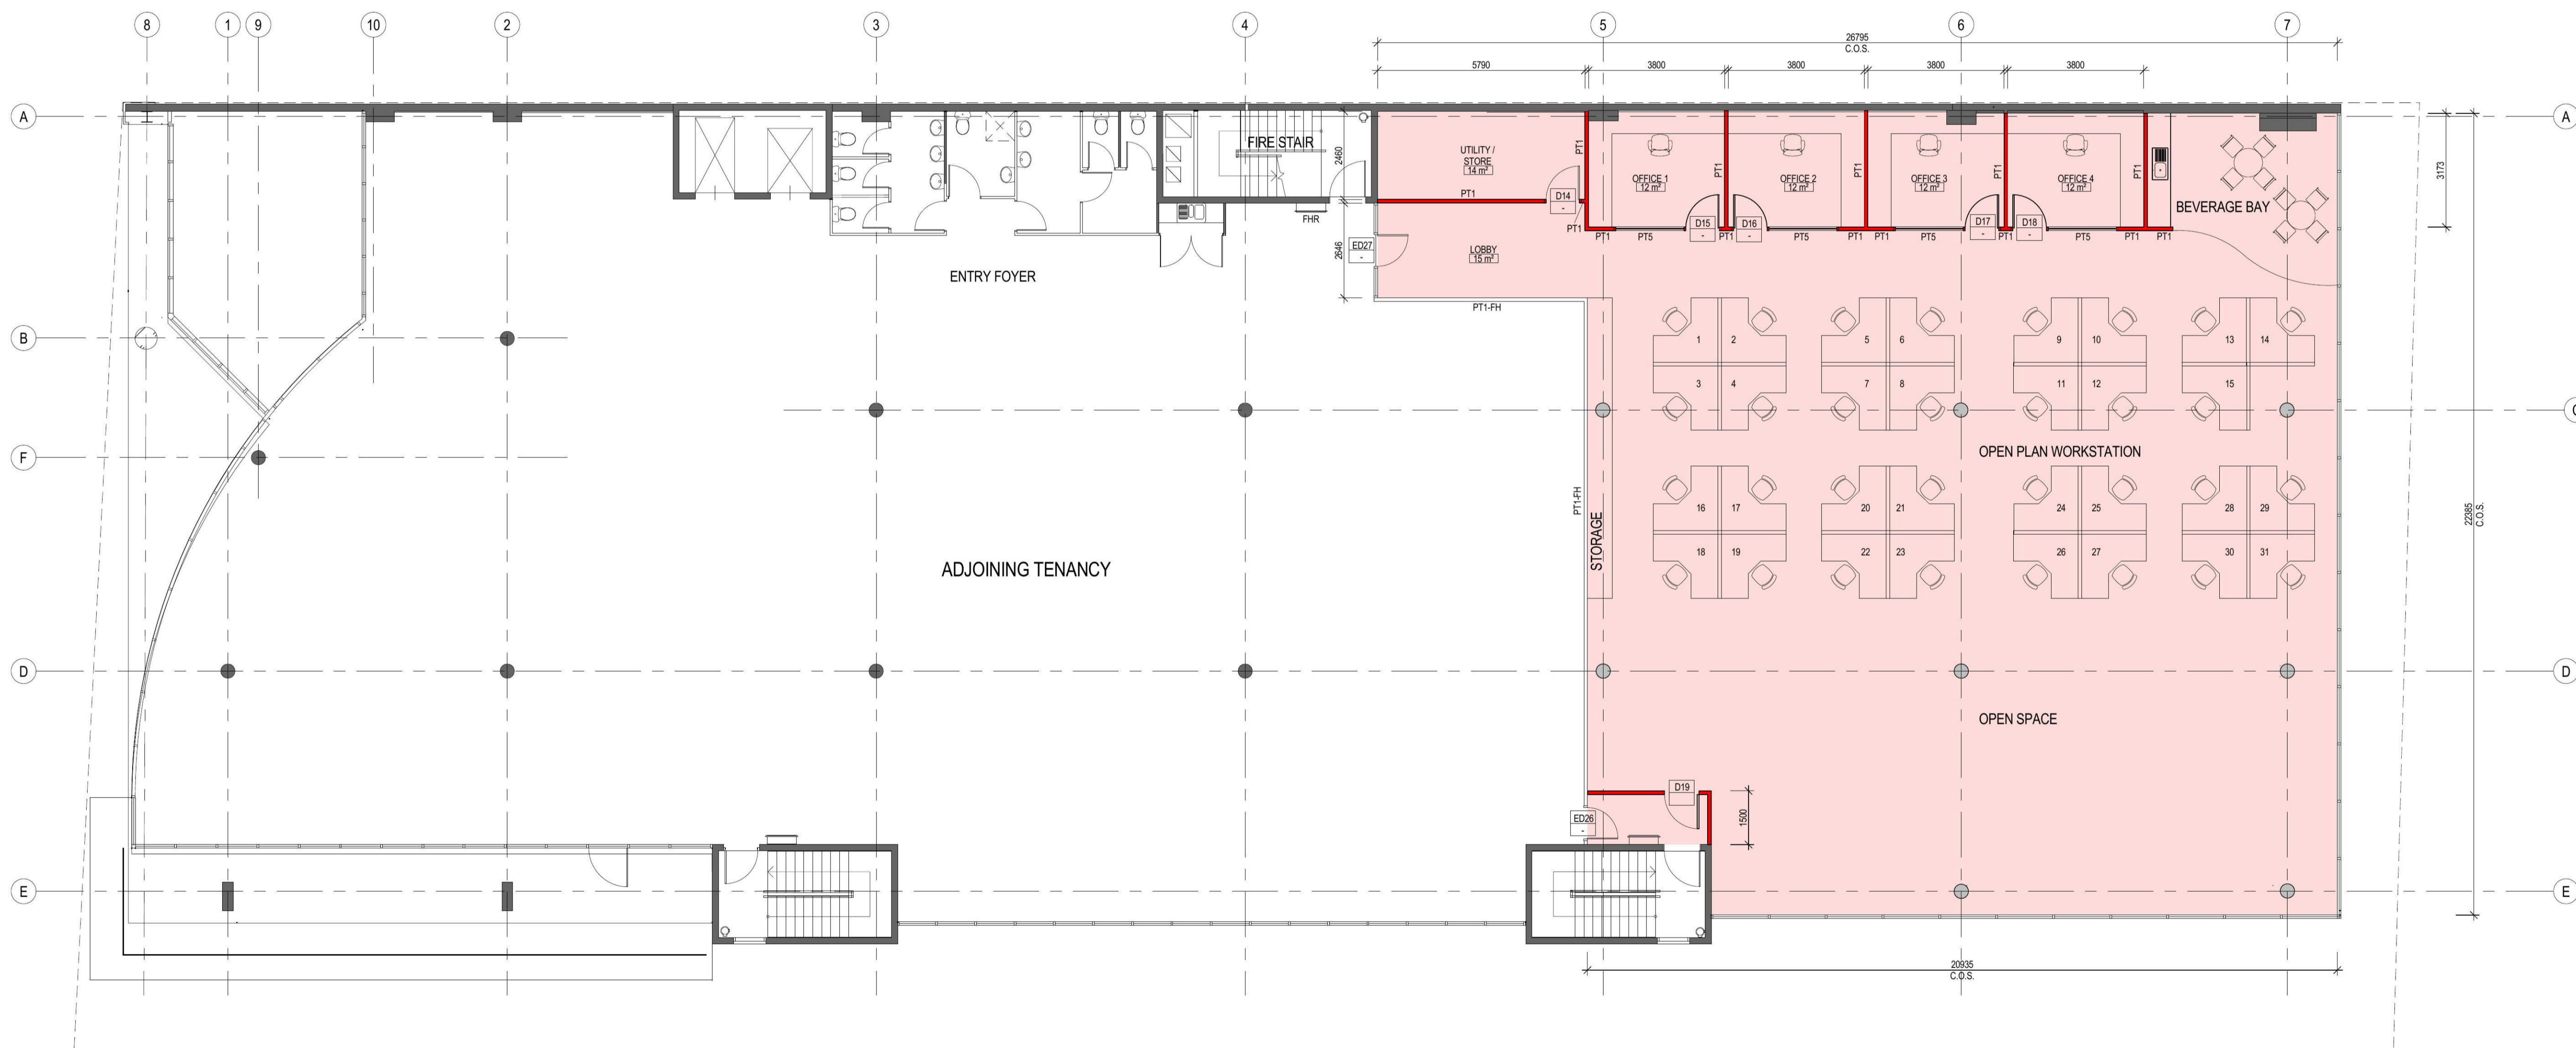 8 1 9 10 2 3 4 5 6 7
26795
C.O.S.
5790 3800 3800 3800 3800
A A
FIRE STAIR
2460
UTILITY /
STORE
14 m²
PT1 PT1 PT1 PT1 PT1
OFFICE 1
12 m²
OFFICE 2
12 m²
OFFICE 3
12 m²
OFFICE 4
12 m²
3173
PT1
D14
-
BEVERAGE BAY
FHR
PT1
D15
-
D16
-
D17
-
D18
-
PT1 PT5 PT1 PT5 PT1 PT1 PT5 PT1 PT5 PT1 PT1
ED27
-
2646
LOBBY
15 m²
ENTRY FOYER
PT1-FH
B B
1 2 5 6 9 10 13 14
3 4 7 8 11 12 15
OPEN PLAN WORKSTATION
F
PT1-FH
STORAGE
16 17 20 21 24 25 28 29
22385
C.O.S.
18 19 22 23 26 27 30 31
ADJOINING TENANCY
D D
OPEN SPACE
D19
ED26
-
1500
E E
20935
C.O.S.